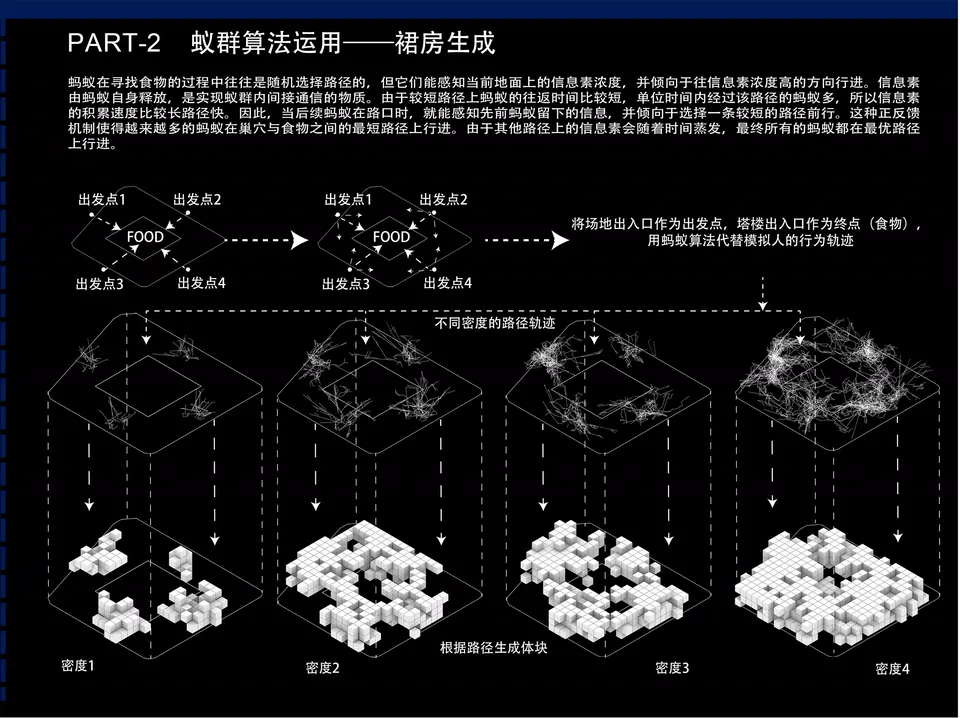 PART-2 蚁群算法运用——裙房生成
蚂蚁在寻找食物的过程中往往是随机选择路径的，但它们能感知当前地面上的信息素浓度，并倾向于往信息素浓度高的方向行进。信息素
由蚂蚁自身释放，是实现蚁群内间接通信的物质。由于较短路径上蚂蚁的往返时间比较短，单位时间内经过该路径的蚂蚁多，所以信息素
的积累速度比较长路径快。因此，当后续蚂蚁在路口时，就能感知先前蚂蚁留下的信息，并倾向于选择一条较短的路径前行。这种正反馈
机制使得越来越多的蚂蚁在巢穴与食物之间的最短路径上行进。由于其他路径上的信息素会随着时间蒸发，最终所有的蚂蚁都在最优路径
上行进。
出发点1 出发点2
FOOD
出发点3 出发点4
出发点1 出发点2
FOOD
出发点3 出发点4
将场地出入口作为出发点，塔楼出入口作为终点（食物），
用蚂蚁算法代替模拟人的行为轨迹
不同密度的路径轨迹
根据路径生成体块
密度1
密度2
密度3
密度4